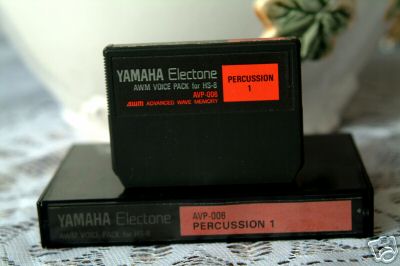 YAMAHA Electone
AWM VOICE PACK for HS-8
AVP-006
AWM ADVANCED WAVE MEMORY
PERCUSSION
1
YAMAHA Electone
AWM VOICE PACK for HS-8
AVP-006
PERCUSSION 1